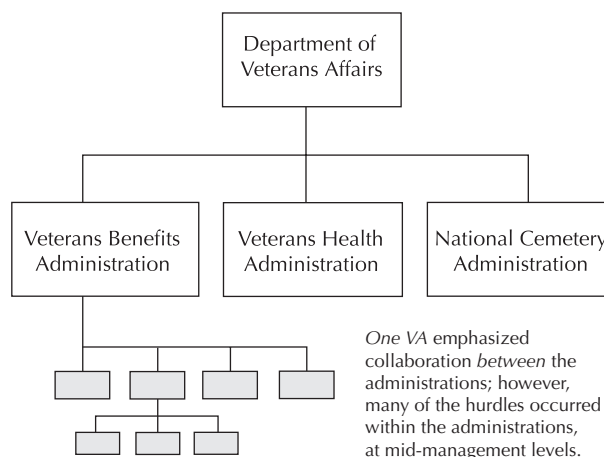 Department of
Veterans Affairs
Veterans Benefits
Administration
Veterans Health
Administration
National Cemetery
Administration
One VA emphasized
collaboration between the
administrations; however,
many of the hurdles occurred
within the administrations,
at mid-management levels.